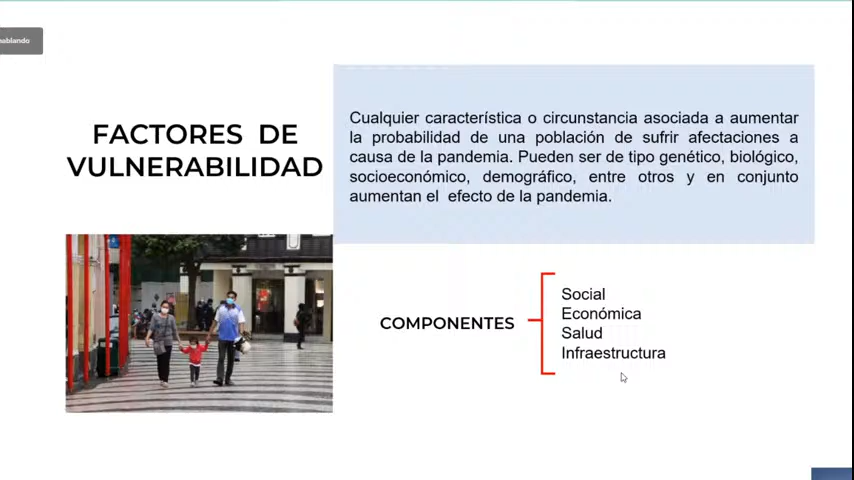 hablando
FACTORES DE
VULNERABILIDAD
Cualquier característica o circunstancia asociada a aumentar
la probabilidad de una población de sufrir afectaciones a
causa de la pandemia. Pueden ser de tipo genético, biológico,
socioeconómico, demográfico, entre otros y en conjunto
aumentan el efecto de la pandemia.
COMPONENTES
Social
Económica
Salud
Infraestructura